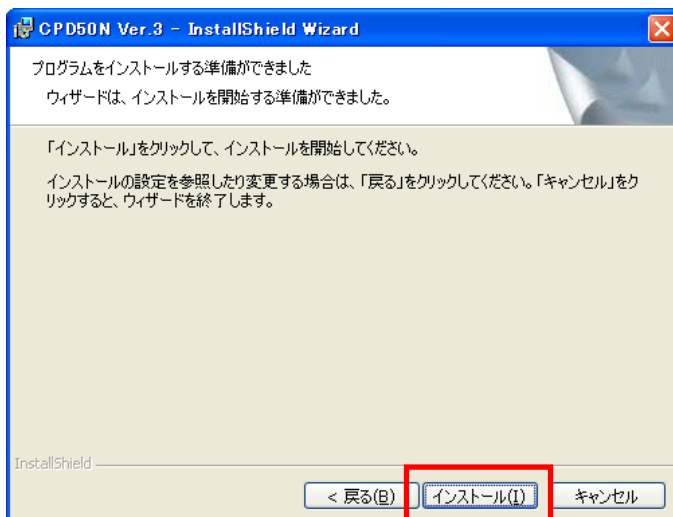 CPD50N Ver.3 - InstallShield Wizard
プログラムをインストールする準備ができました
ウィザードは、インストールを開始する準備ができました。
「インストール」をクリックして、インストールを開始してください。
インストールの設定を参照したり変更する場合は、「戻る」をクリックしてください。「キャンセル」をク
リックすると、ウィザードを終了します。
InstallShield
< 戻る(B)
インストール(I)
キャンセル